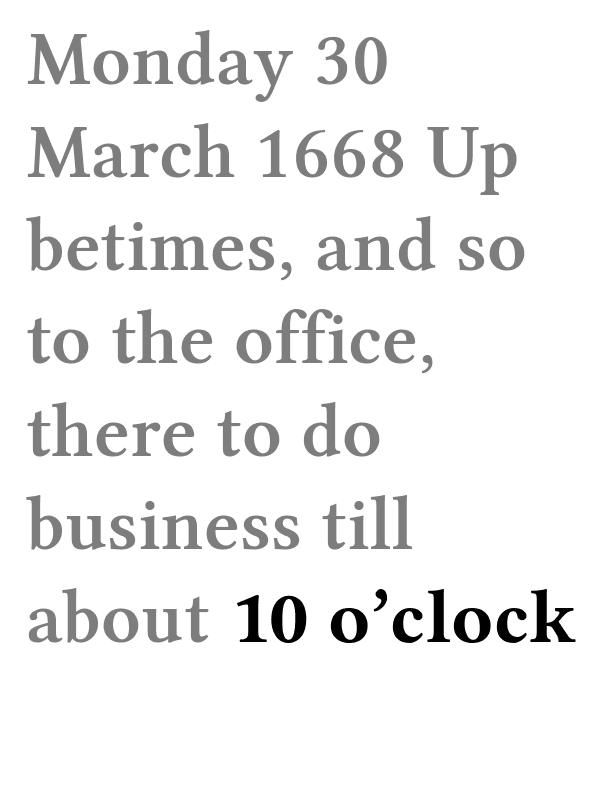 Monday 30
March 1668 Up
betimes, and so
to the office,
there to do
business till
about 10 o’clock